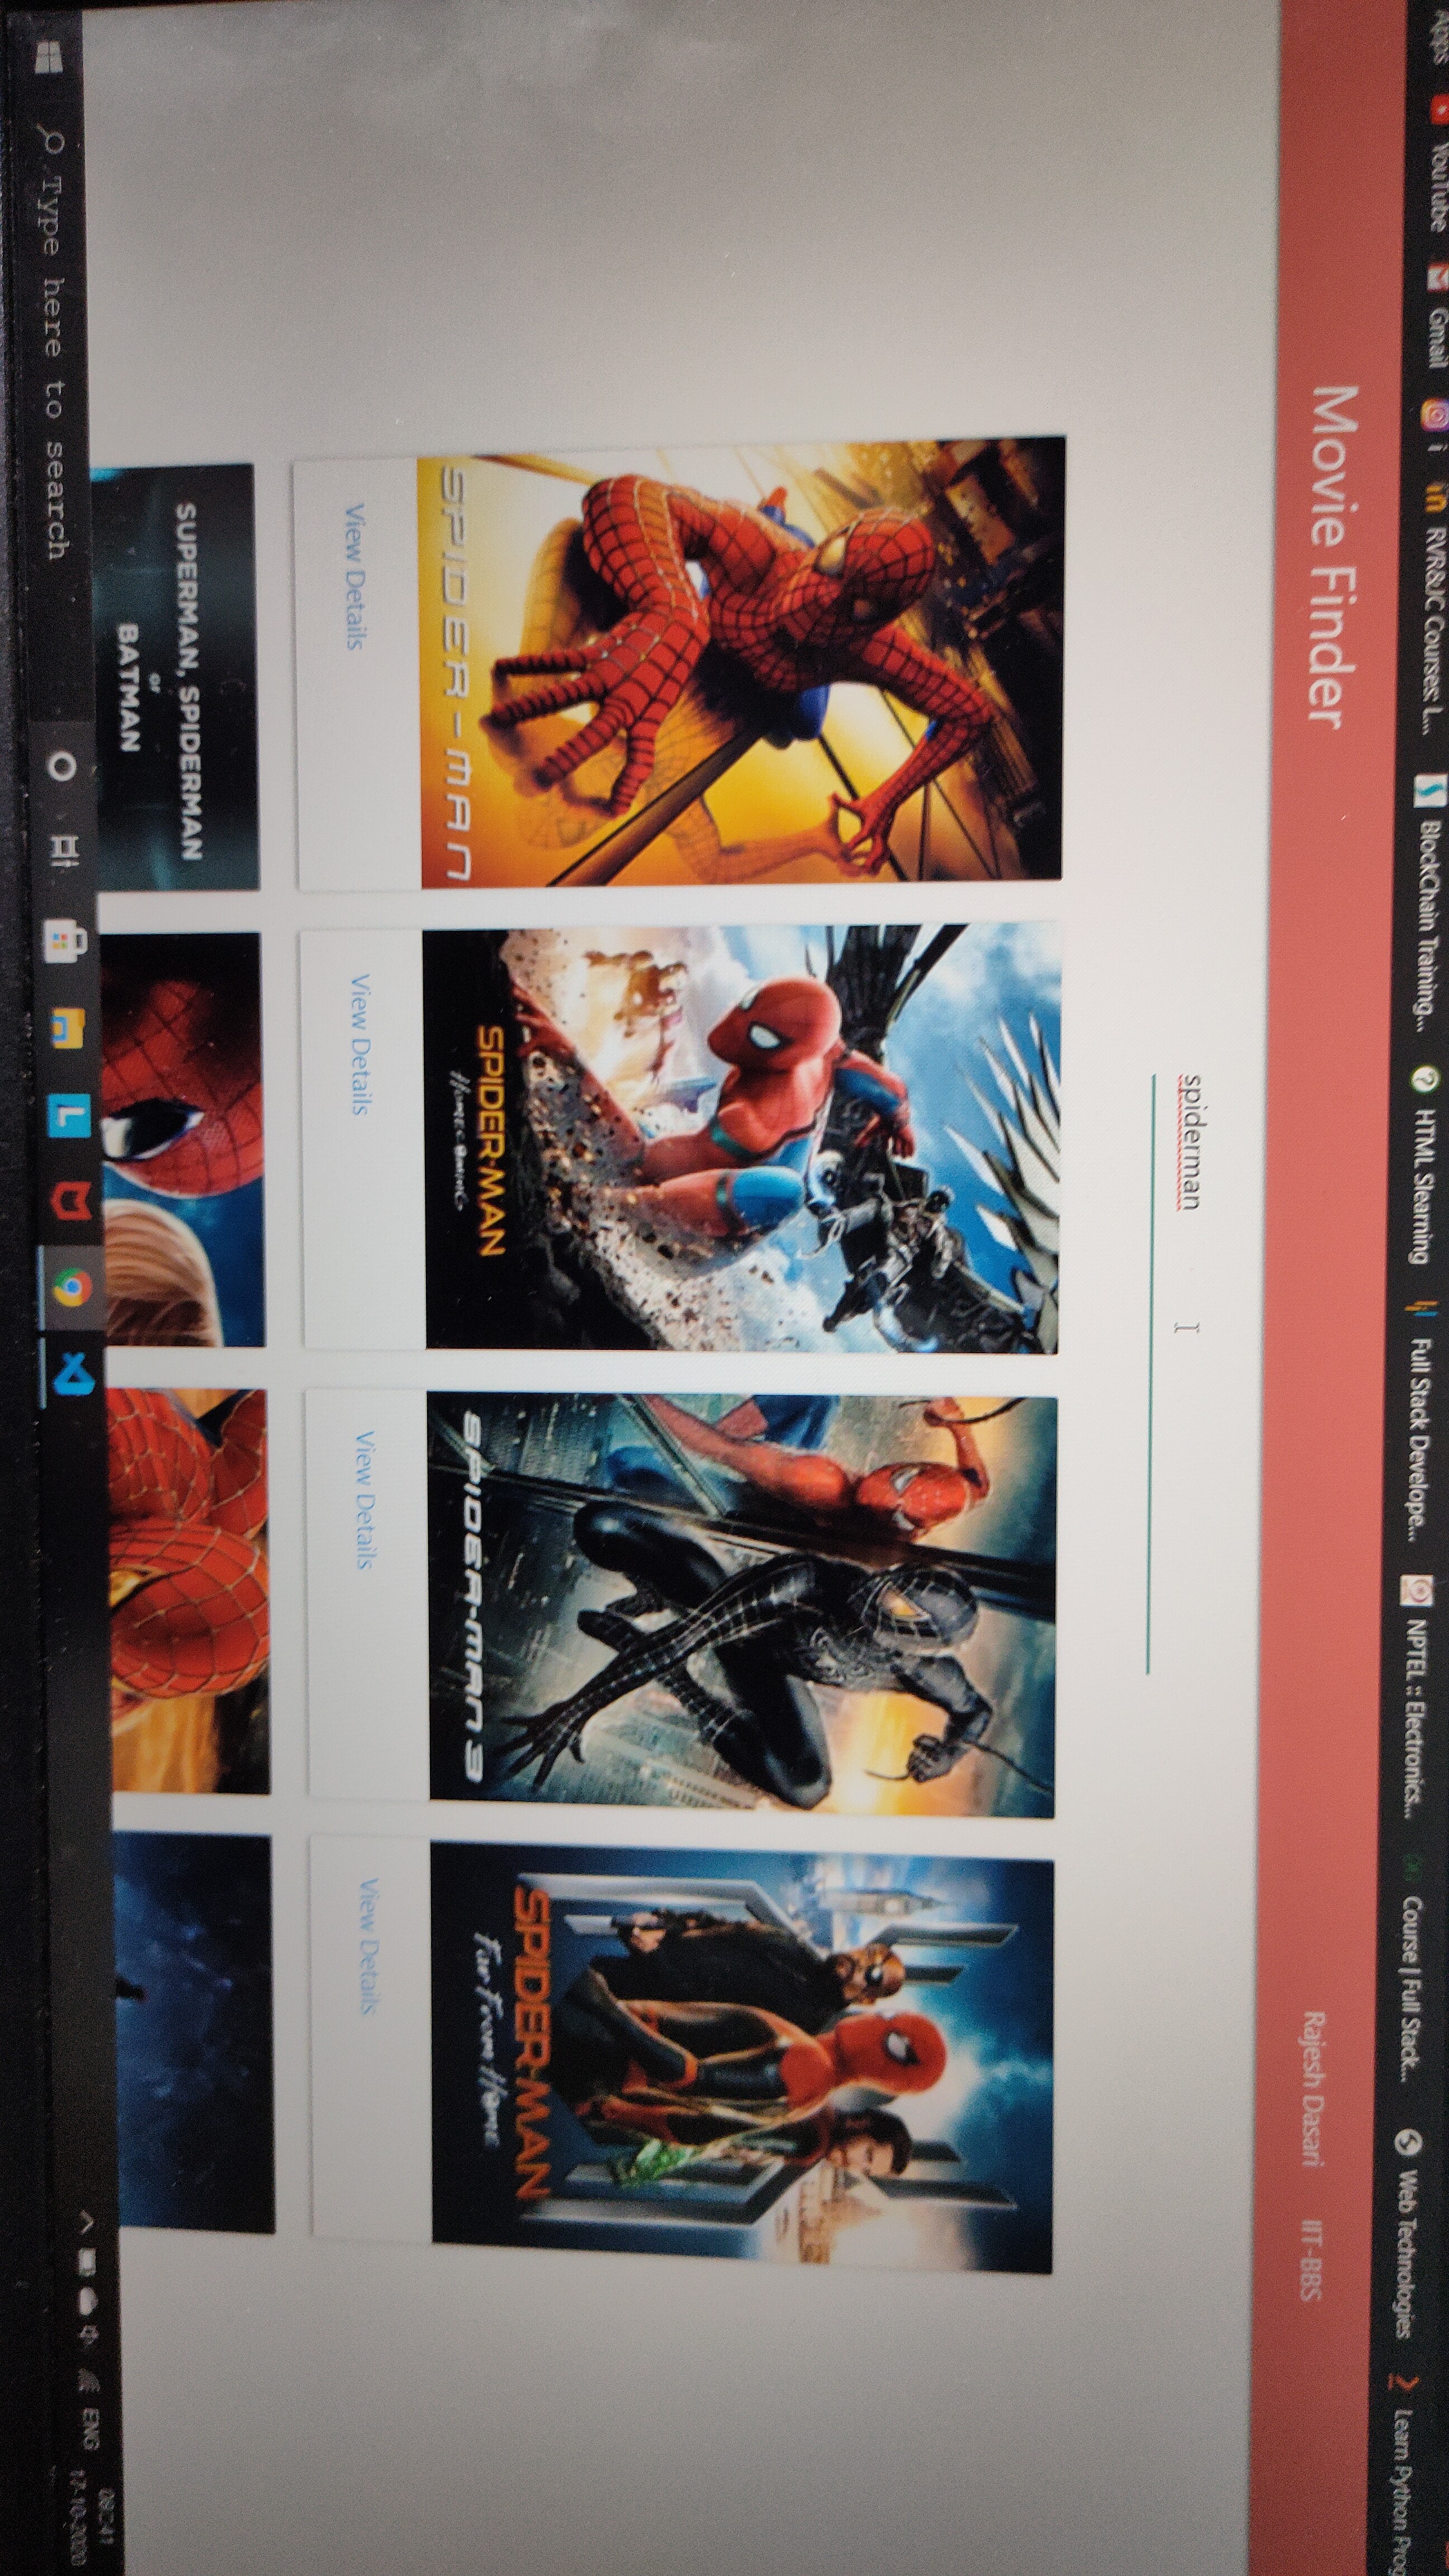 Apps YouTube Gmail i RVR&JC Courses: L... BlockChain Training... HTML Slearning Full Stack Develope... NPTEL :: Electronics... Course | Full Stack... Web Technologies Learn Python Prog
Movie Finder Rajesh Dasari IIT-BBS
spiderman
SPIDER-MAN
SPIDER-MAN
HOMECOMING
SPIDER-MAN 3
SPIDER-MAN
Far From Home
View Details View Details View Details View Details
SUPERMAN, SPIDERMAN
or
BATMAN
Type here to search
ENG
17-10-2020